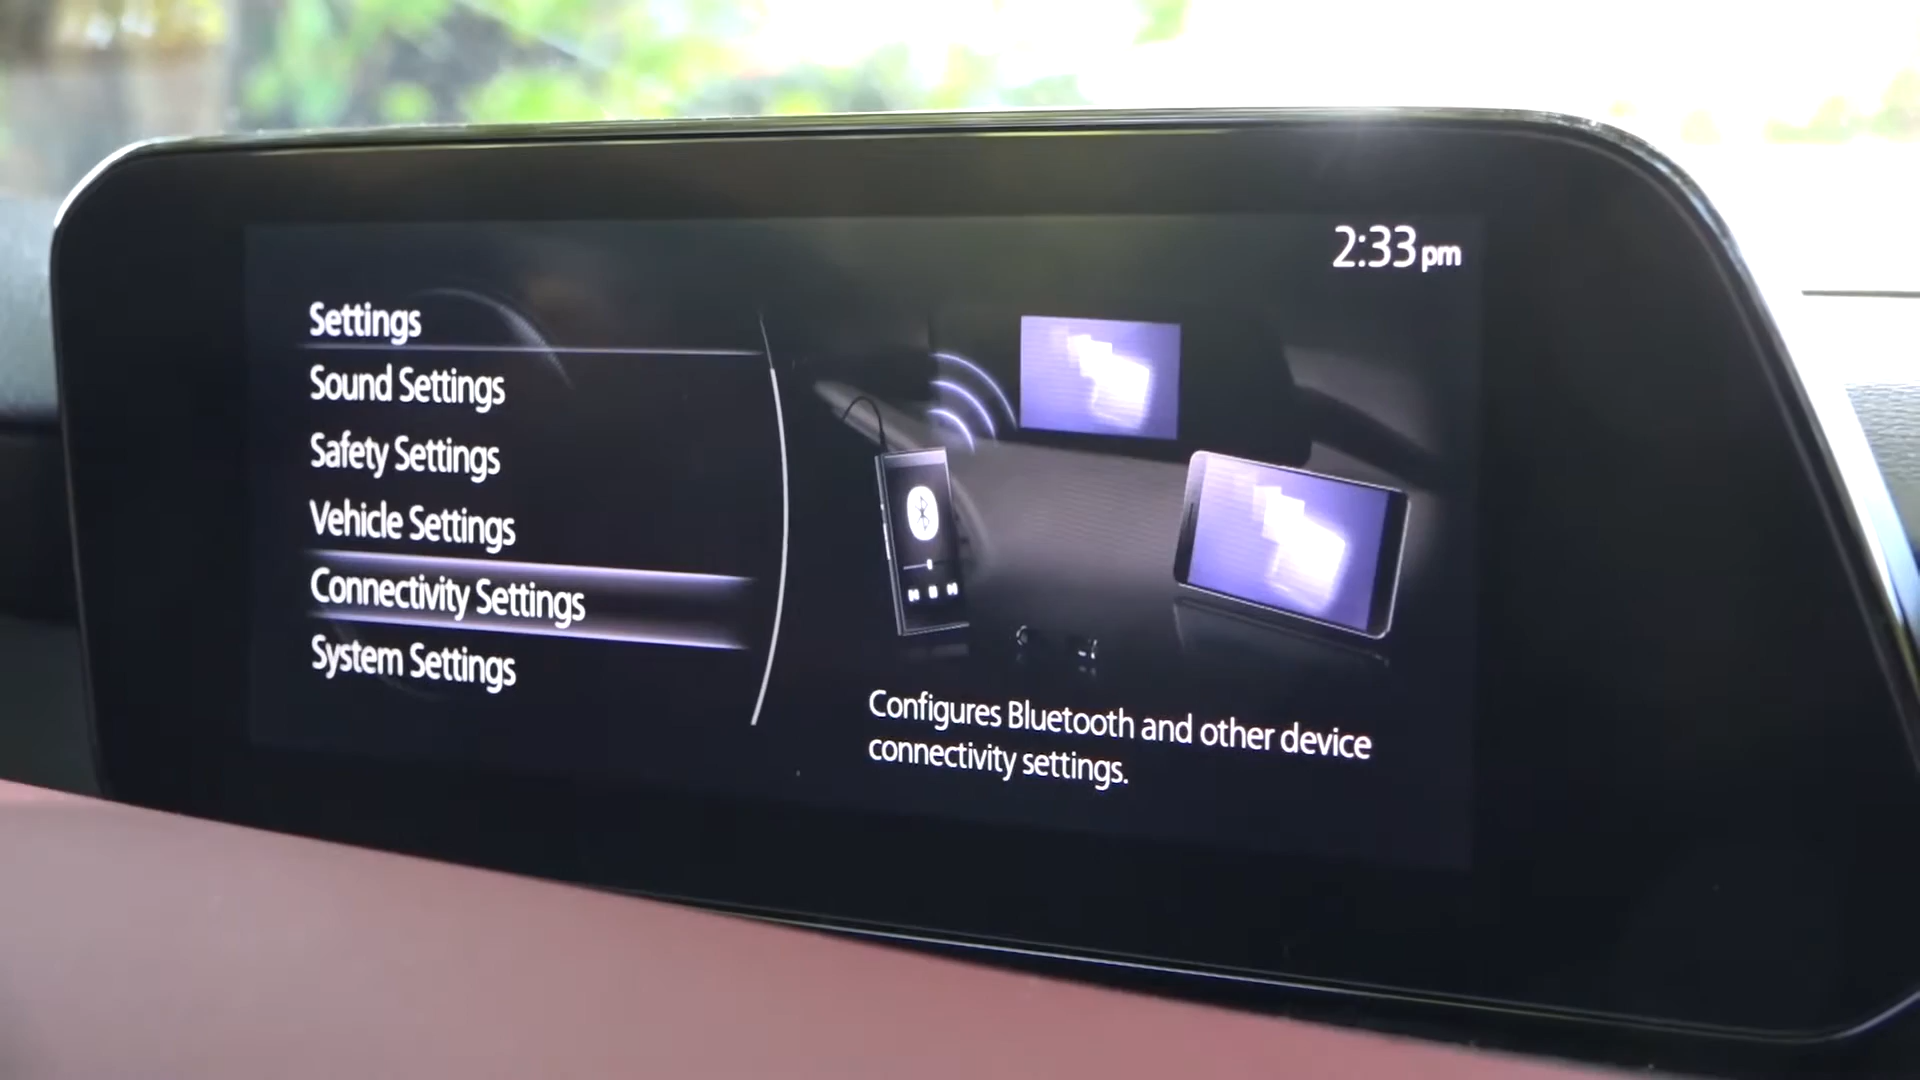 2:33 pm
Settings
Sound Settings
Safety Settings
Vehicle Settings
Connectivity Settings
System Settings
Configures Bluetooth and other device
connectivity settings.